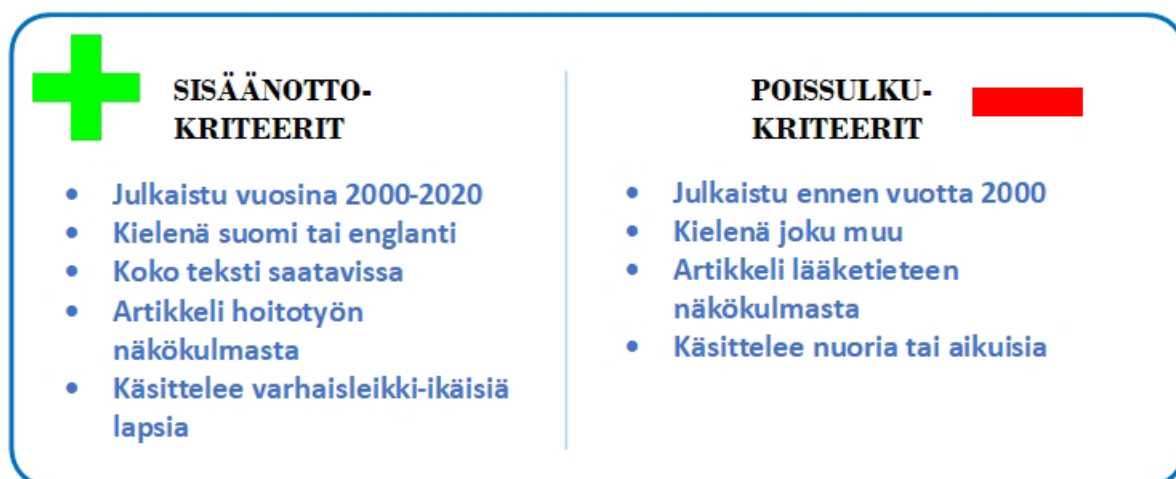 SISÄÄNOTTO-
KRITEERIT
• Julkaistu vuosina 2000-2020
• Kielenä suomi tai englanti
• Koko teksti saatavissa
• Artikkeli hoitotyön
näkökulmasta
• Käsittelee varhaisleikki-ikäisiä
lapsia
POISSULKU-
KRITEERIT
• Julkaistu ennen vuotta 2000
• Kielenä joku muu
• Artikkeli lääketieteen
näkökulmasta
• Käsittelee nuoria tai aikuisia